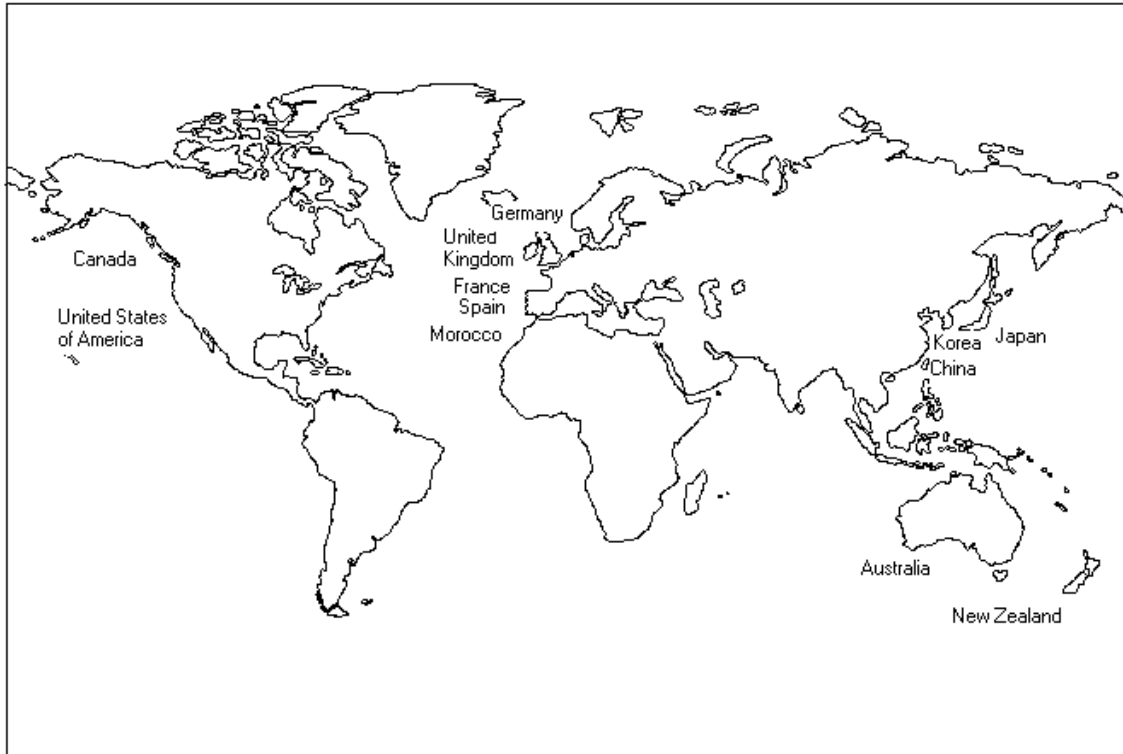 Germany
United
Kingdom
Canada
France
Spain
United States
of America
Morocco
Korea
Japan
China
Australia
New Zealand